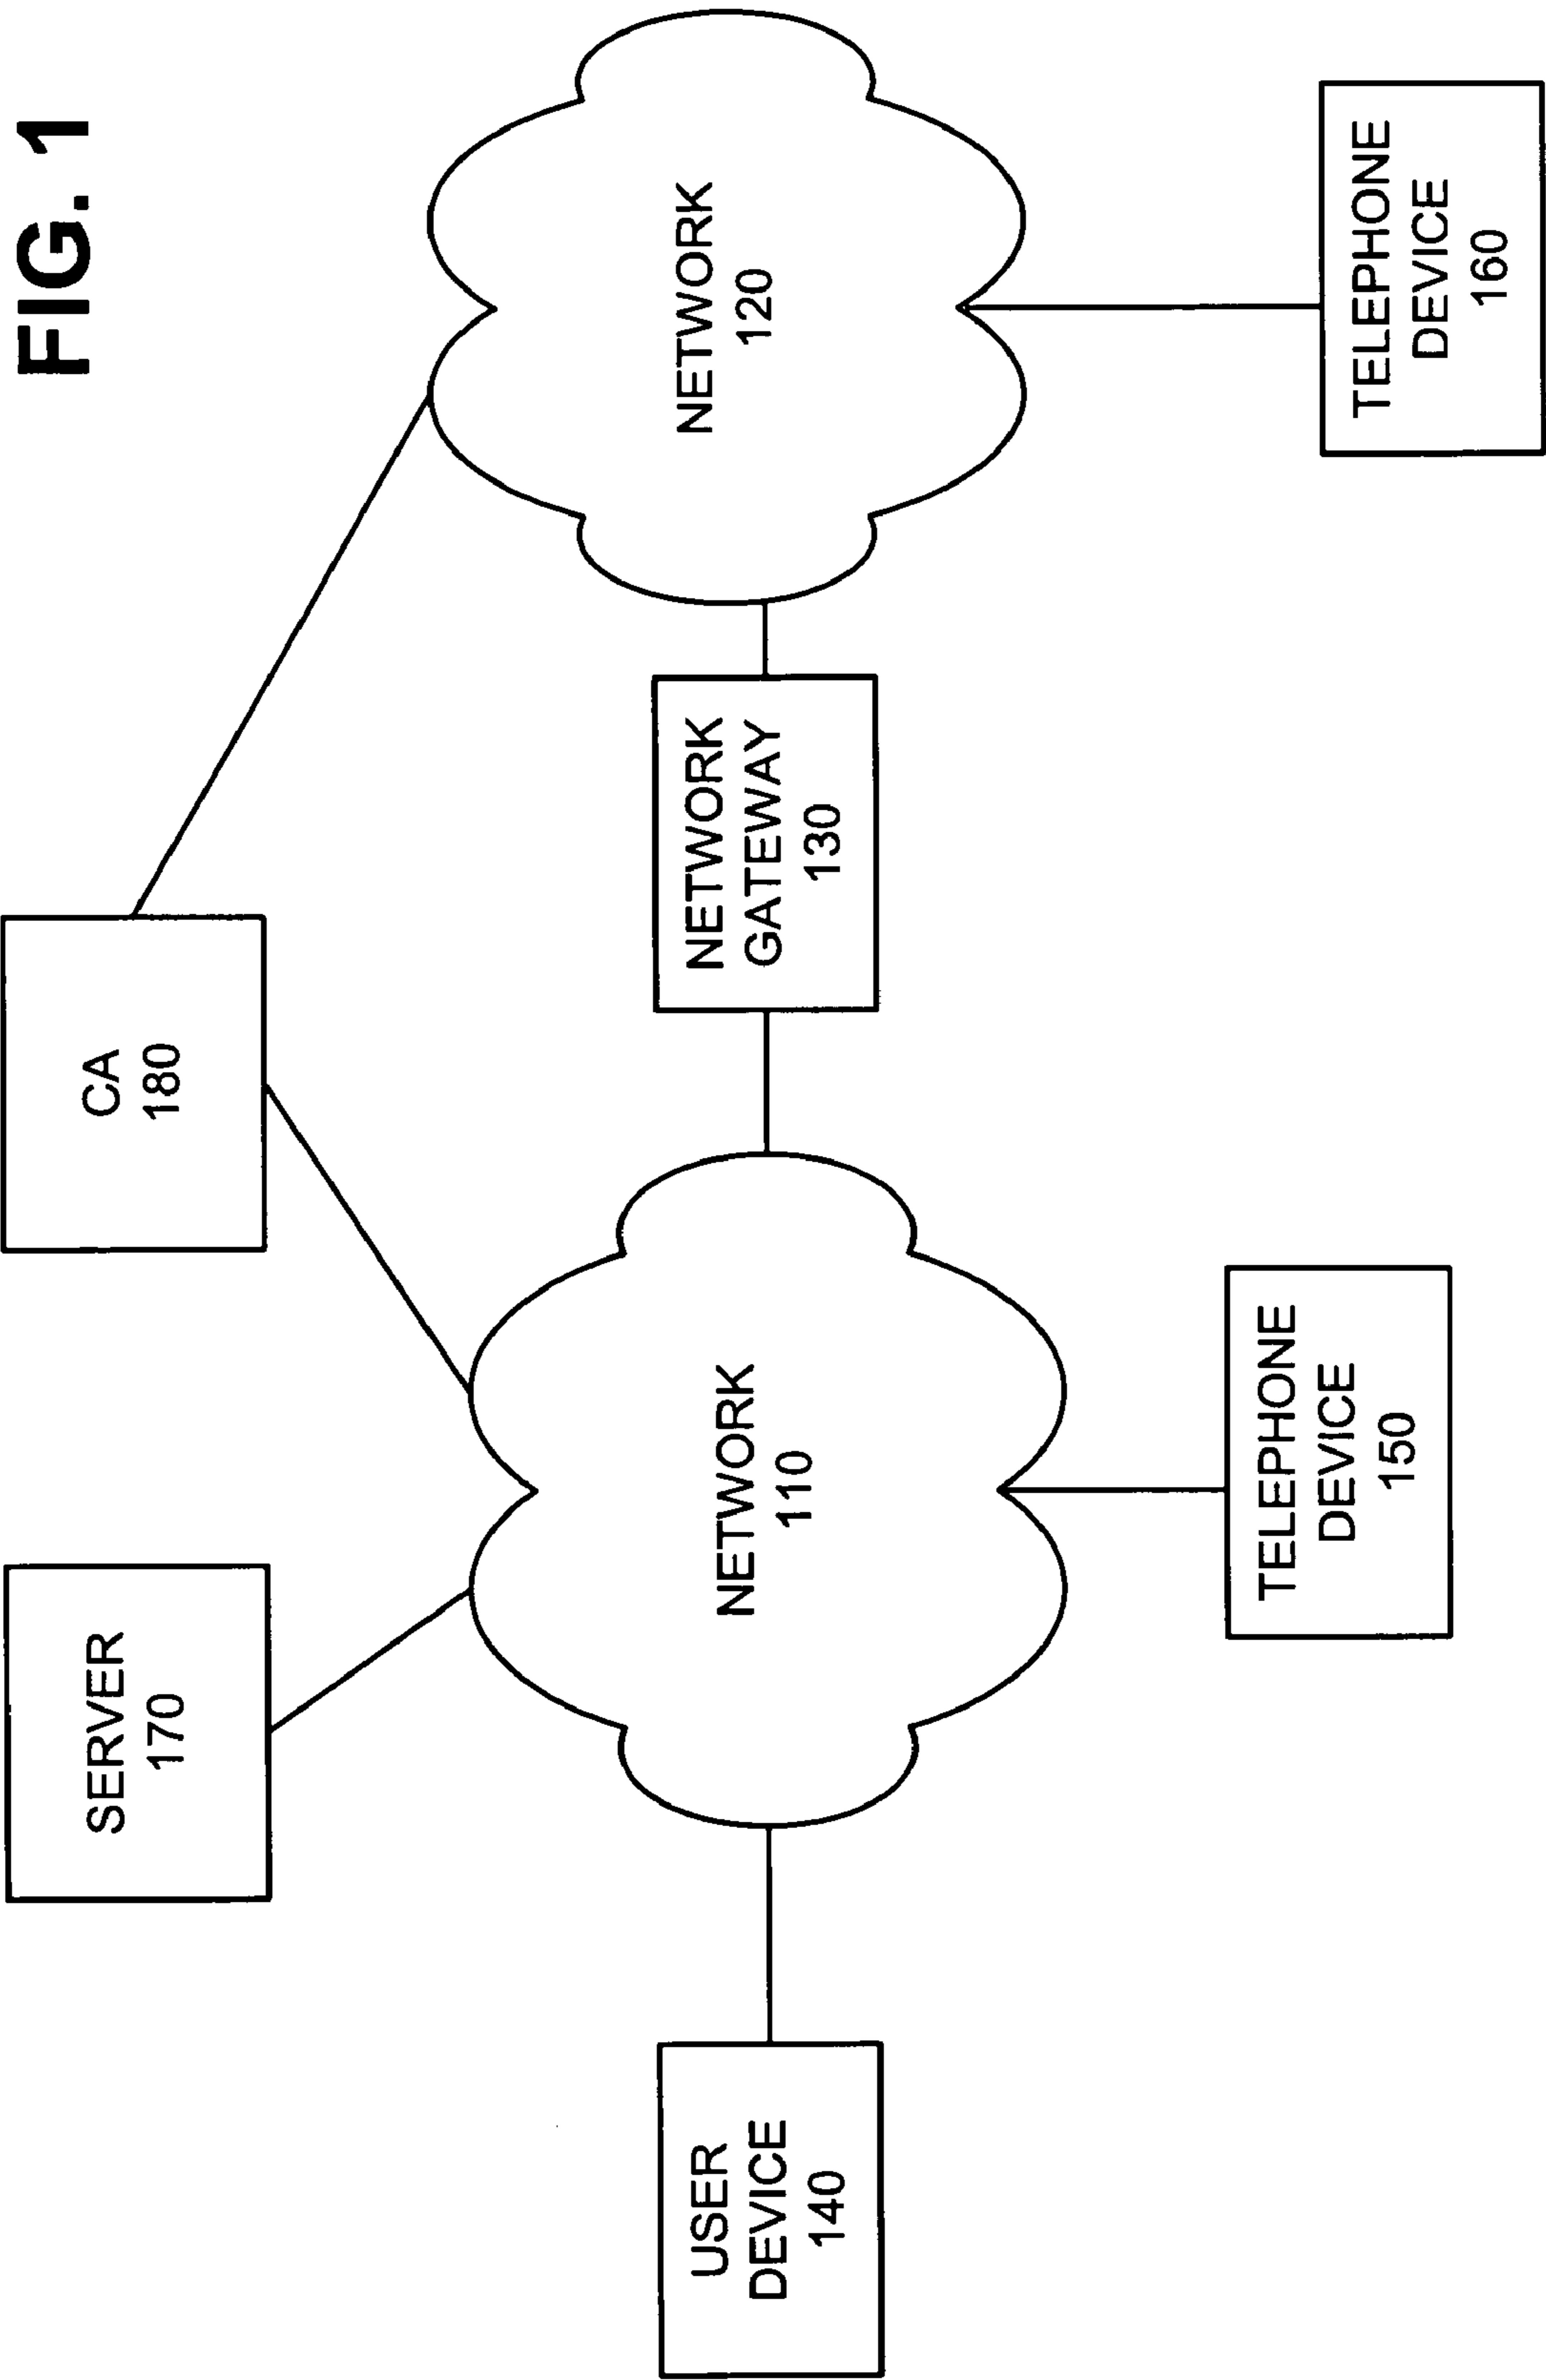 FIG. 1
SERVER
170
CA
180
USER
DEVICE
140
NETWORK
110
NETWORK
GATEWAY
130
NETWORK
120
TELEPHONE
DEVICE
150
TELEPHONE
DEVICE
160